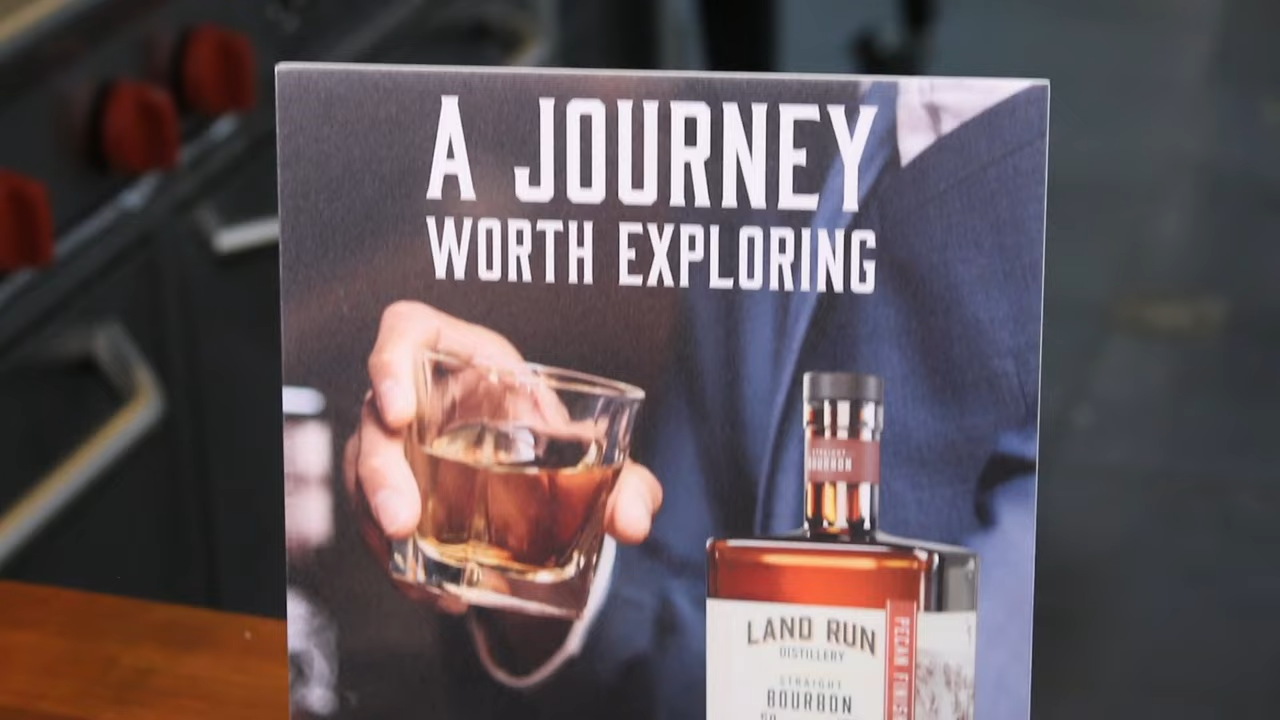 A JOURNEY
WORTH EXPLORING
STRAIGHT
BOURBON
LAND RUN
DISTILLERY
STRAIGHT
BOURBON
PECAN FINISH